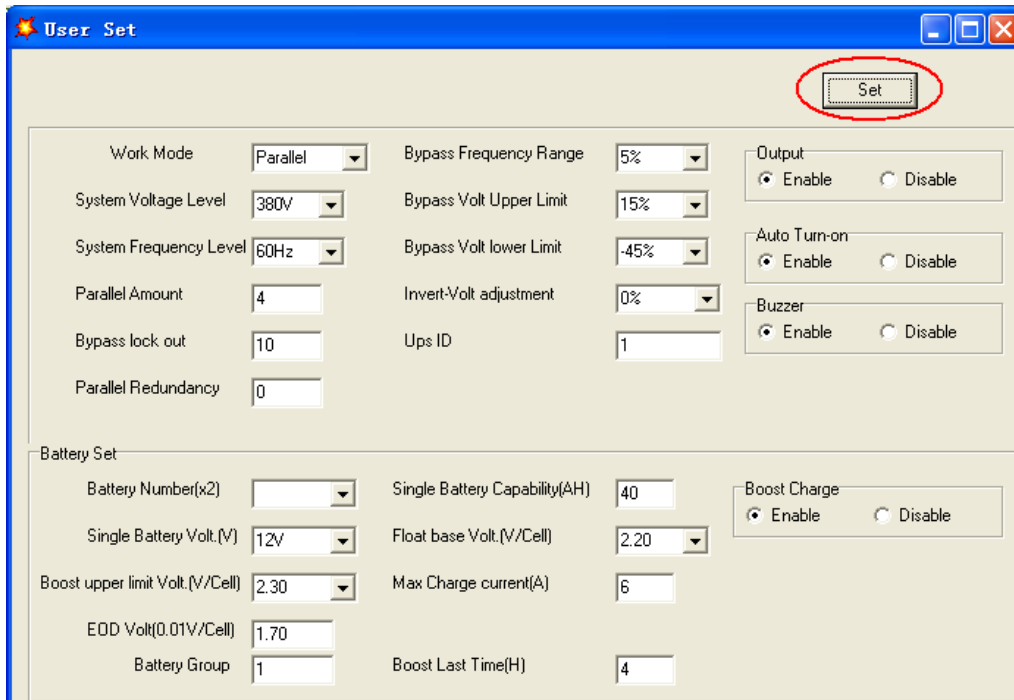 User Set
Set
Work Mode Parallel Bypass Frequency Range 5% Output
Enable Disable
System Voltage Level 380V Bypass Volt Upper Limit 15%
System Frequency Level 60Hz Bypass Volt lower Limit -45% Auto Turn-on
Enable Disable
Parallel Amount 4 Invert-Volt adjustment 0% Buzzer
Enable Disable
Bypass lock out 10 Ups ID 1
Parallel Redundancy 0
Battery Set
Battery Number(x2) Single Battery Capability(AH) 40 Boost Charge
Enable Disable
Single Battery Volt.(V) 12V Float base Volt.(V/Cell) 2.20
Boost upper limit Volt.(V/Cell) 2.30 Max Charge current(A) 6
EOD Volt(0.01V/Cell) 1.70
Battery Group 1 Boost Last Time(H) 4